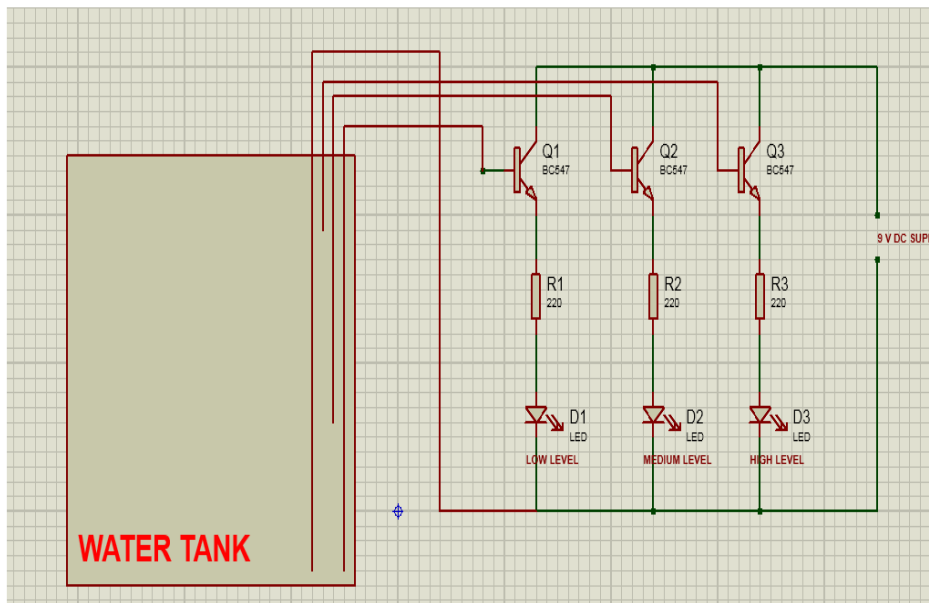 Q1
BC547
Q2
BC547
Q3
BC547
9 V DC
R1
220
R2
220
R3
220
D1
LED
D2
LED
D3
LED
LOW LEVEL
MEDIUM LEVEL
HIGH LEVEL
WATER TANK